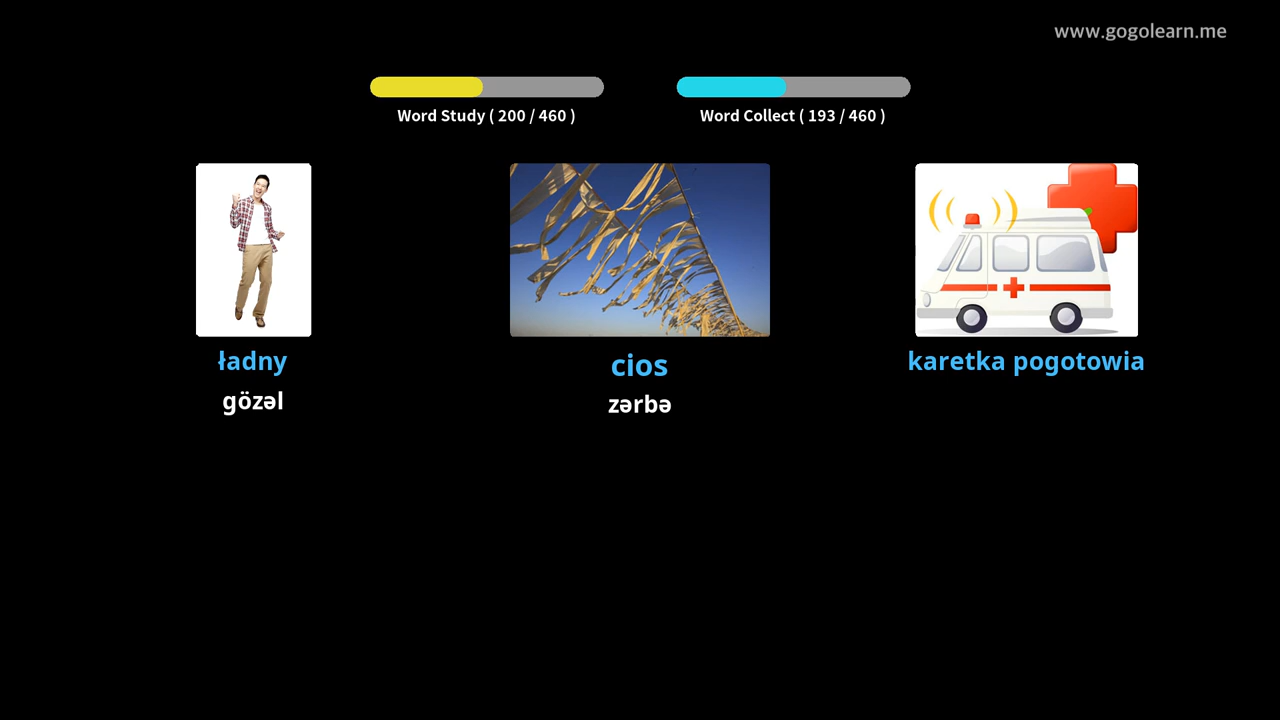 www.gogolearn.me
Word Study ( 200 / 460 )
Word Collect ( 193 / 460 )
ładny
gözəl
cios
zərbə
karetka pogotowia